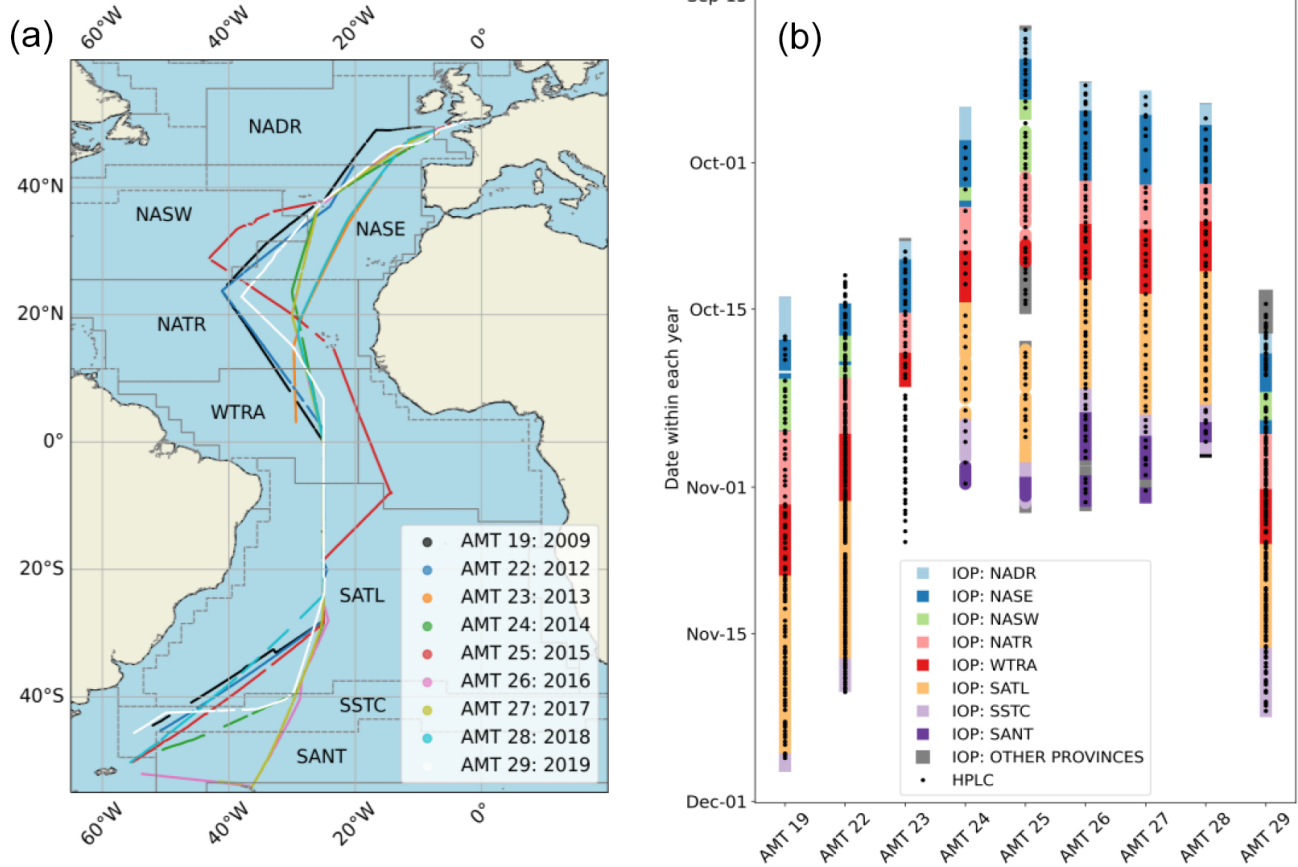 (a)
60°W
40°W
20°W
0°
NADR
40°N
NASW
NASE
20°N
NATR
WTRA
0°
20°S
SATL
40°S
SSTC
SANT
AMT 19: 2009
AMT 22: 2012
AMT 23: 2013
AMT 24: 2014
AMT 25: 2015
AMT 26: 2016
AMT 27: 2017
AMT 28: 2018
AMT 29: 2019
60°W
40°W
20°W
0°
(b)
Oct-01
Oct-15
Nov-01
Nov-15
Dec-01
Date within each year
IOP: NADR
IOP: NASE
IOP: NASW
IOP: NATR
IOP: WTRA
IOP: SATL
IOP: SSTC
IOP: SANT
IOP: OTHER PROVINCES
HPLC
AMT 19
AMT 22
AMT 23
AMT 24
AMT 25
AMT 26
AMT 27
AMT 28
AMT 29